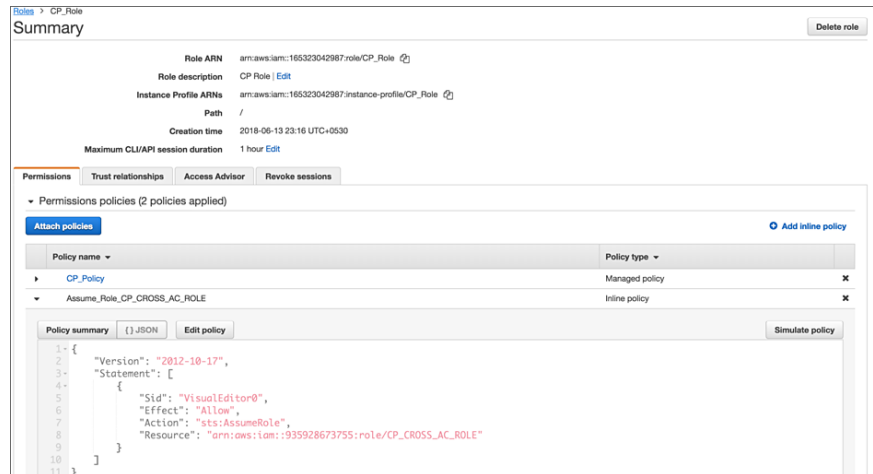 Roles > CP_Role
Summary
Delete role
Role ARN arn:aws:iam::165323042987:role/CP_Role
Role description CP Role | Edit
Instance Profile ARNs arn:aws:iam::165323042987:instance-profile/CP_Role
Path /
Creation time 2018-06-13 23:16 UTC+0530
Maximum CLI/API session duration 1 hour Edit
Permissions Trust relationships Access Advisor Revoke sessions
Permissions policies (2 policies applied)
Attach policies Add inline policy
Policy name Policy type
CP_Policy Managed policy
Assume_Role_CP_CROSS_AC_ROLE Inline policy
Policy summary { } JSON Edit policy Simulate policy
1 {
2 "Version": "2012-10-17",
3 "Statement": [
4 {
5 "Sid": "VisualEditor0",
6 "Effect": "Allow",
7 "Action": "sts:AssumeRole",
8 "Resource": "arn:aws:iam::935928673755:role/CP_CROSS_AC_ROLE"
9 }
10 ]
11 }